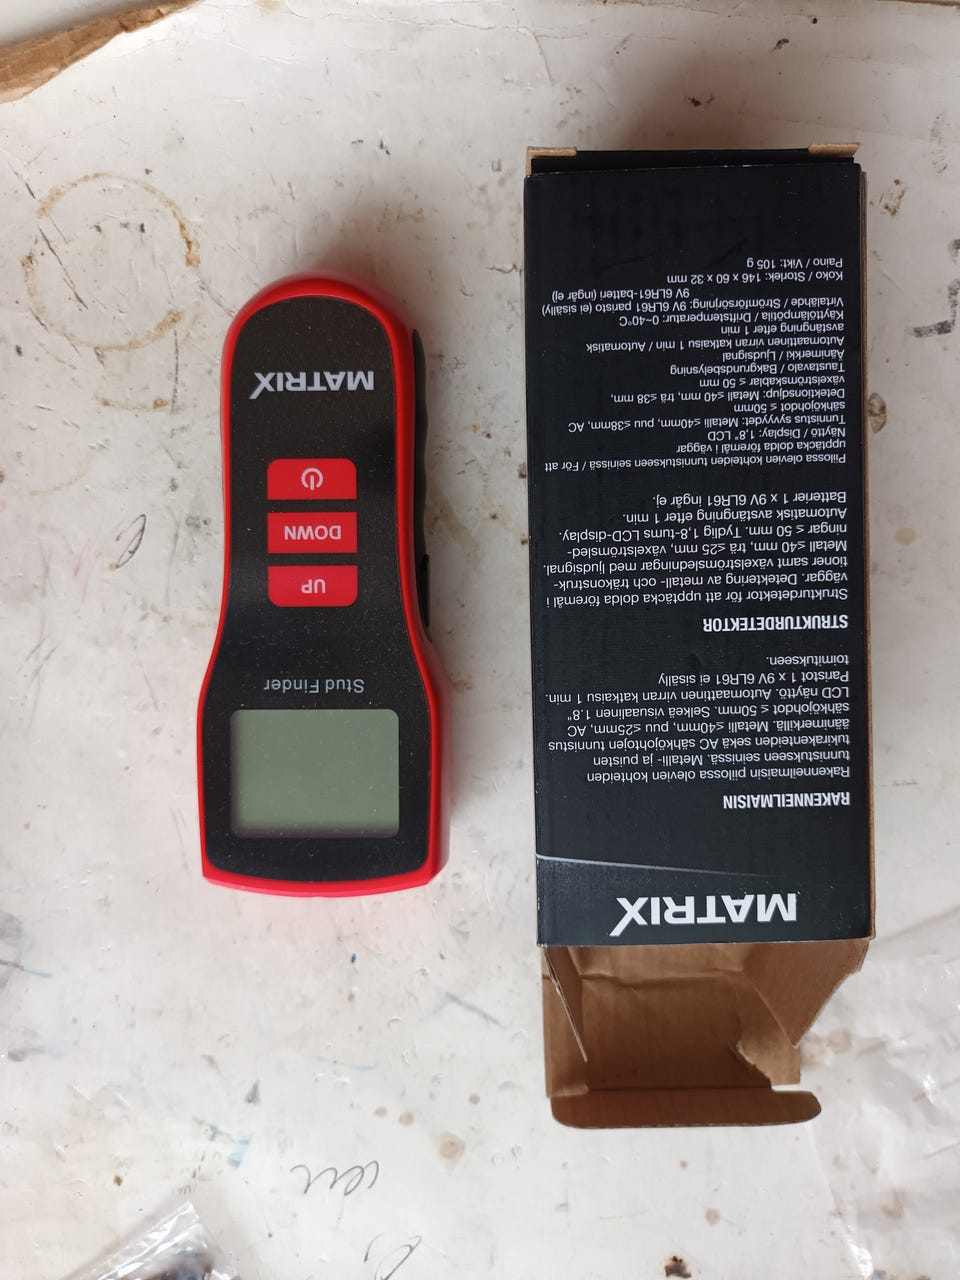 MATRIX
RAKENNEILMAISIN
Rakenneilmaisin piilossa olevien kohteiden
tunnistukseen seinissä. Metalli- ja puisten
tukirakenteiden sekä AC sähköjohtojen tunnistus
äänimerkillä. Metalli ≤40mm, puu ≤25mm, AC
sähköjohdot ≤ 50mm. Selkeä visuaalinen 1.8"
LCD näyttö. Automaattinen virran katkaisu 1 min.
Paristot 1 x 9V 6LR61 ei sisälly
toimitukseen.
STRUKTURDETEKTOR
Strukturdetektor för att upptäcka dolda föremål i
väggar. Detektering av metall- och träkonstruk-
tioner samt växelströmsledningar med ljudsignal.
Metall ≤40 mm, trä ≤25 mm, växelströmsled-
ningar ≤ 50 mm. Tydlig 1,8-tums LCD-display.
Automatisk avstängning efter 1 min.
Batterier 1 x 9V 6LR61 ingår ej.
Piilossa olevien kohteiden tunnistukseen seinissä / För att
upptäcka dolda föremål i väggar
Näyttö / Display: 1,8" LCD
Tunnistus syvyydet: Metalli ≤40mm, puu ≤38mm, AC
sähköjohdot ≤ 50mm
Detektionsdjup: Metall ≤40 mm, trä ≤38 mm,
växelströmskablar ≤ 50 mm
Taustavalo / Bakgrundsbelysning
Äänimerkki / Ljudsignal
Automaattinen virran katkaisu 1 min / Automatisk
avstängning efter 1 min
Käyttölämpötila / Driftstemperatur: 0~40°C
Virtalähde / Strömförsörjning: 9V 6LR61 paristo (ei sisälly)
9V 6LR61-batteri (ingår ej)
Koko / Storlek: 146 x 60 x 32 mm
Paino / Vikt: 105 g
Stud Finder
UP
DOWN
MATRIX